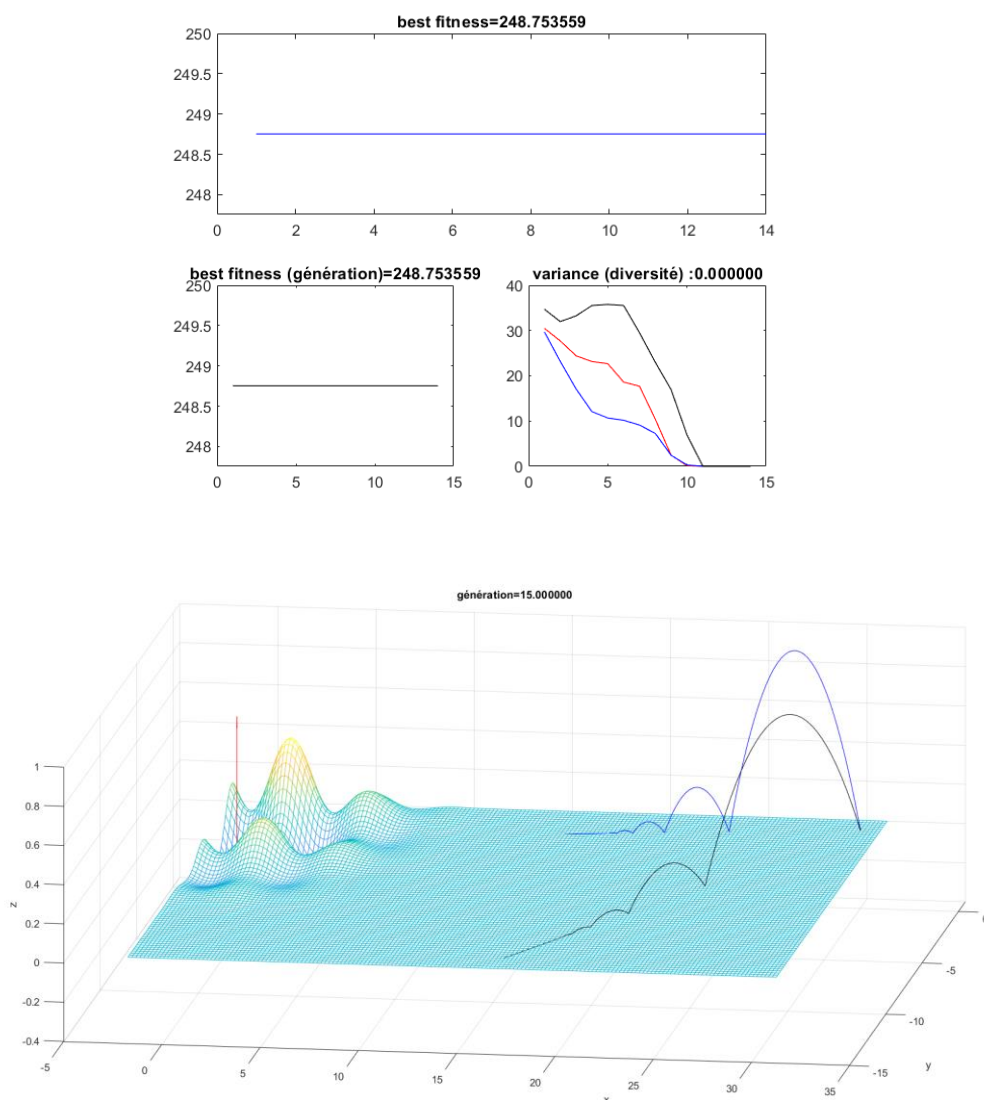 best fitness=248.753559
250
249.5
249
248.5
248
0 2 4 6 8 10 12 14
best fitness (génération)=248.753559
250
249.5
249
248.5
248
0 5 10 15
variance (diversité) :0.000000
40
30
20
10
0
0 5 10 15
génération=15.000000
1
0.8
0.6
0.4
0.2
0
-0.2
-0.4
z
-5 0 5 10 15 20 25 30 35
-5
-10
-15
y